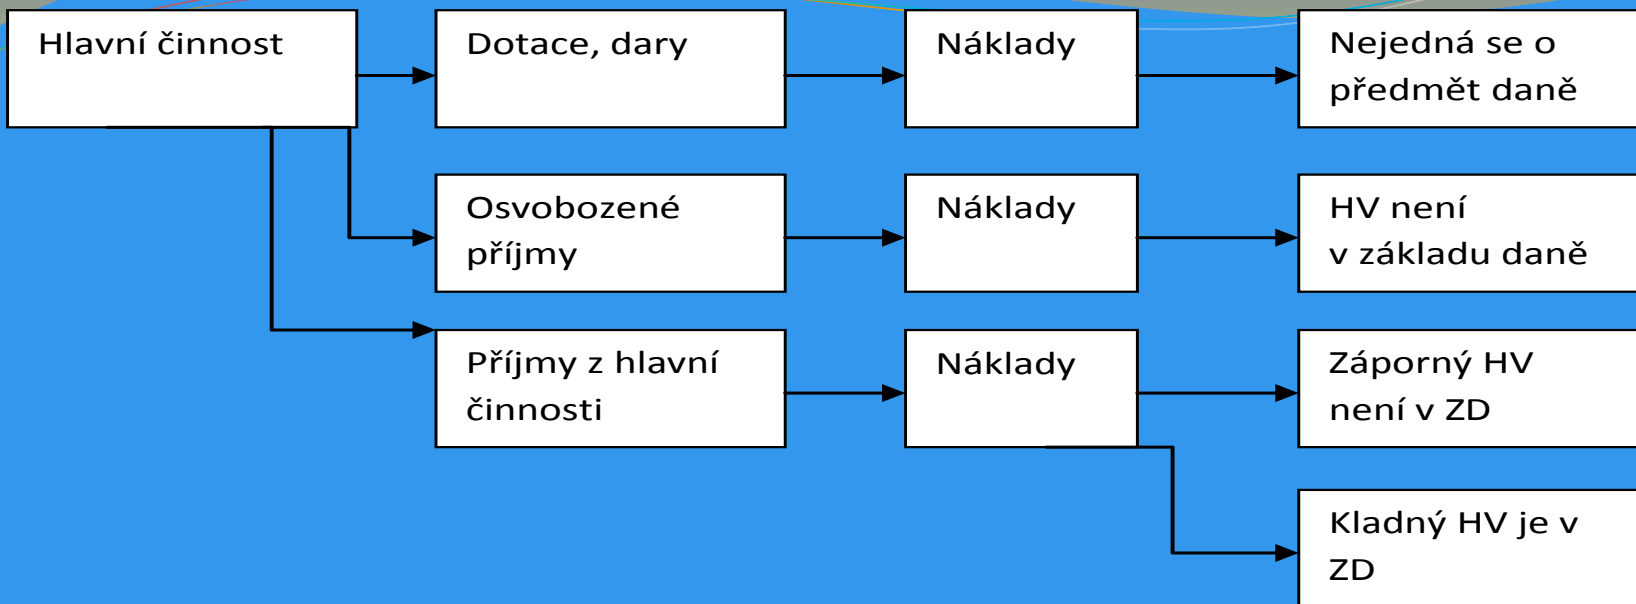 Hlavní činnost
Dotace, dary
Náklady
Nejedná se o
předmět daně
Osvobozené
příjmy
Náklady
HV není
v základu daně
Příjmy z hlavní
činnosti
Náklady
Záporný HV
není v ZD
Kladný HV je v
ZD